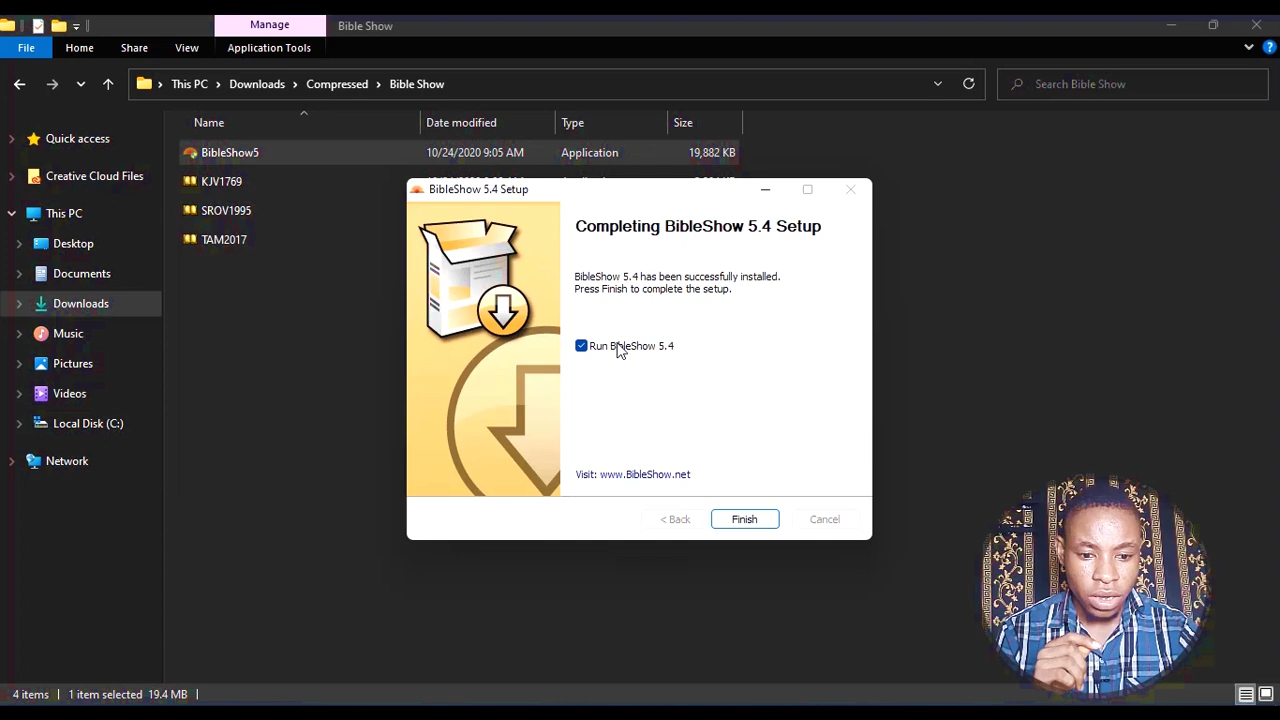 Manage
Bible Show
File
Home
Share
View
Application Tools
This PC
Downloads
Compressed
Bible Show
Search Bible Show
Name
Date modified
Type
Size
Quick access
BibleShow5
10/24/2020 9:05 AM
Application
19,882 KB
Creative Cloud Files
KJV1769
This PC
SROV1995
Desktop
TAM2017
Documents
Downloads
Music
Pictures
Videos
Local Disk (C:)
Network
BibleShow 5.4 Setup
Completing BibleShow 5.4 Setup
BibleShow 5.4 has been successfully installed.
Press Finish to complete the setup.
Run BibleShow 5.4
Visit: www.BibleShow.net
< Back
Finish
Cancel
4 items
1 item selected 19.4 MB